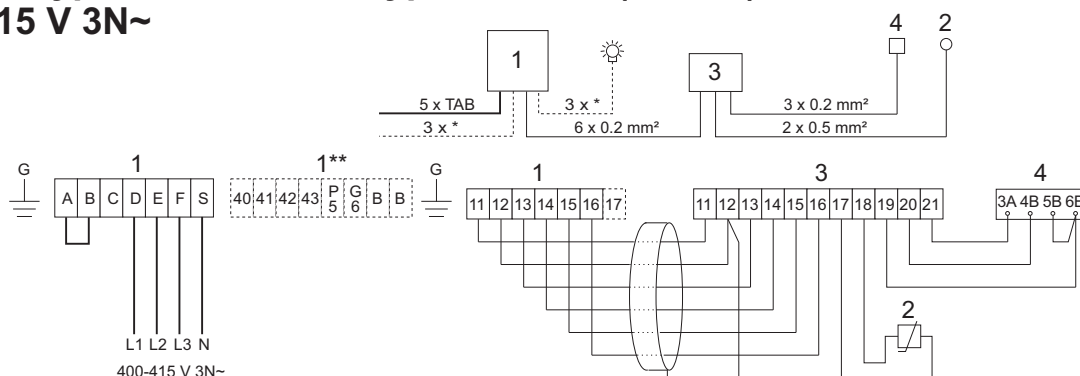 15 V 3N~
4 2
1
3
5 x TAB 3 x * 3 x 0.2 mm²
3 x * 6 x 0.2 mm² 2 x 0.5 mm²
G 1 1** G 1 3 4
A B C D E F S 40 41 42 43 P5 G6 B B 11 12 13 14 15 16 17 11 12 13 14 15 16 17 18 19 20 21 3A 4B 5B 6B
2
L1 L2 L3 N
400-415 V 3N~